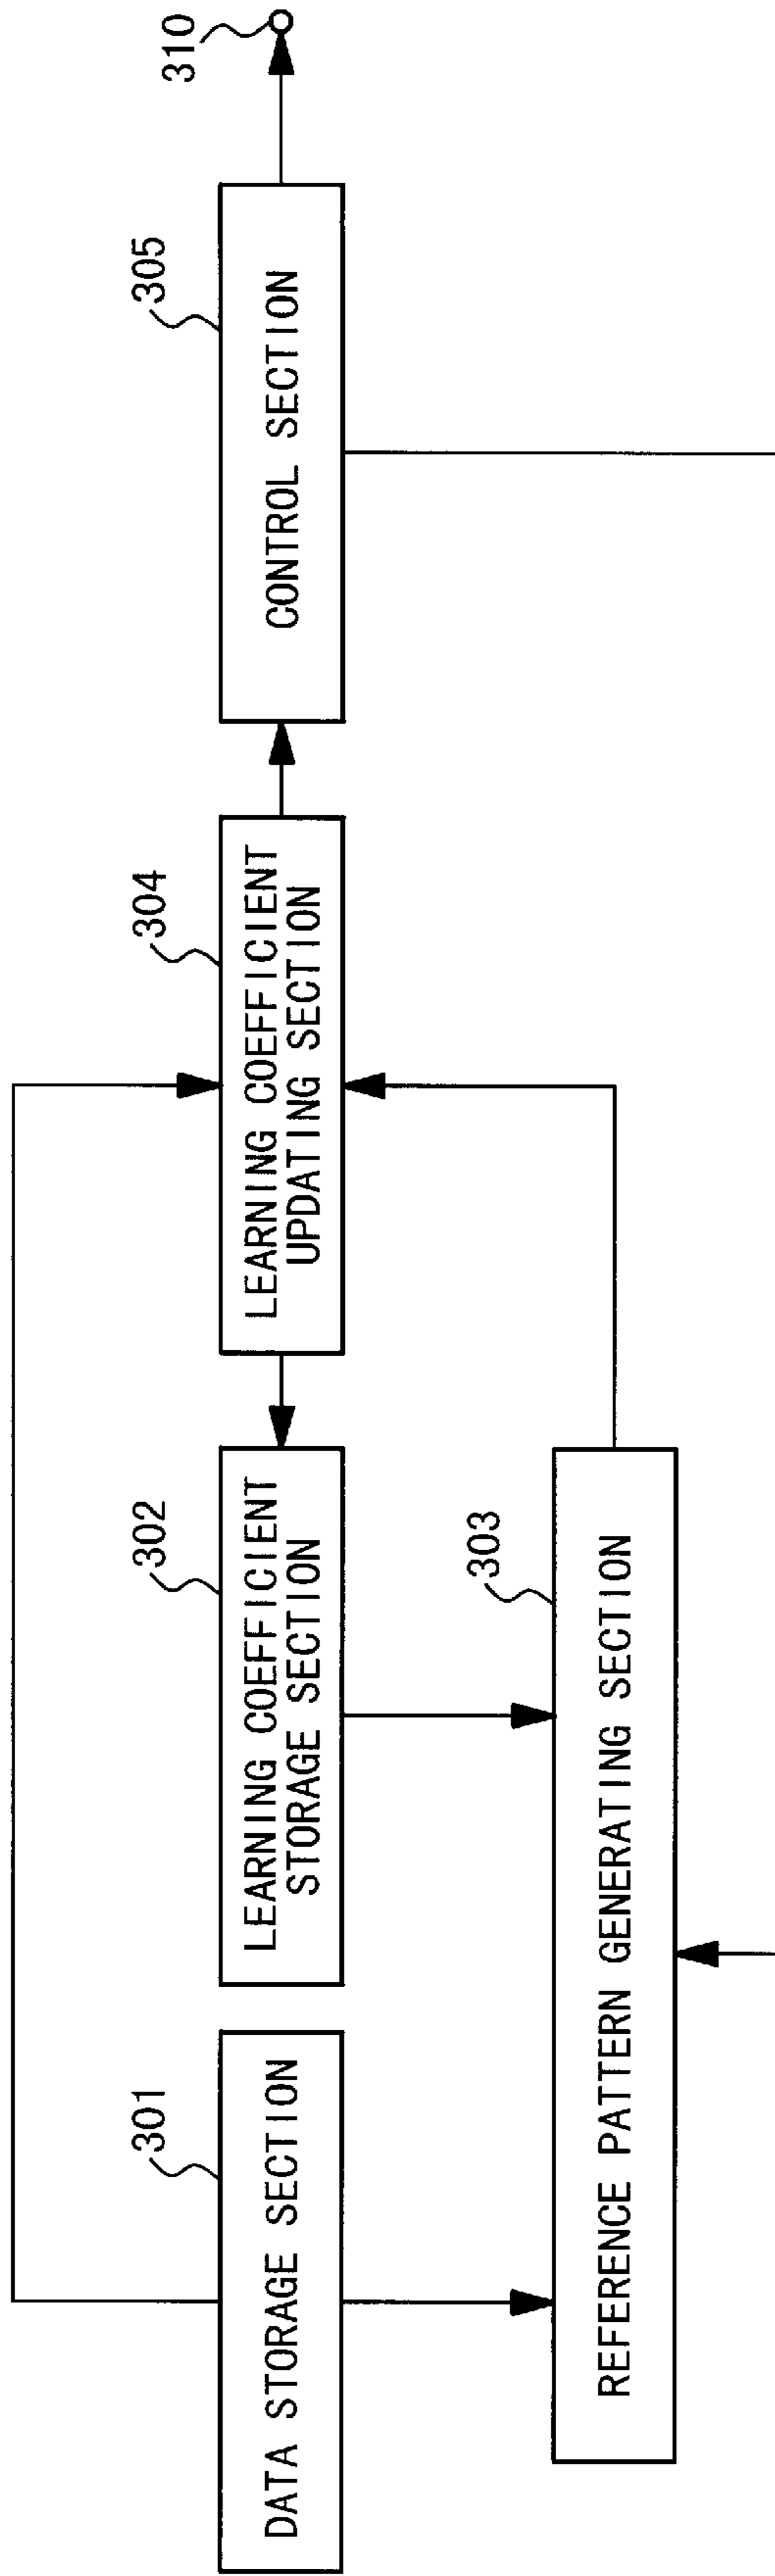 301
DATA STORAGE SECTION
302
LEARNING COEFFICIENT
STORAGE SECTION
304
LEARNING COEFFICIENT
UPDATING SECTION
305
CONTROL SECTION
310
303
REFERENCE PATTERN GENERATING SECTION